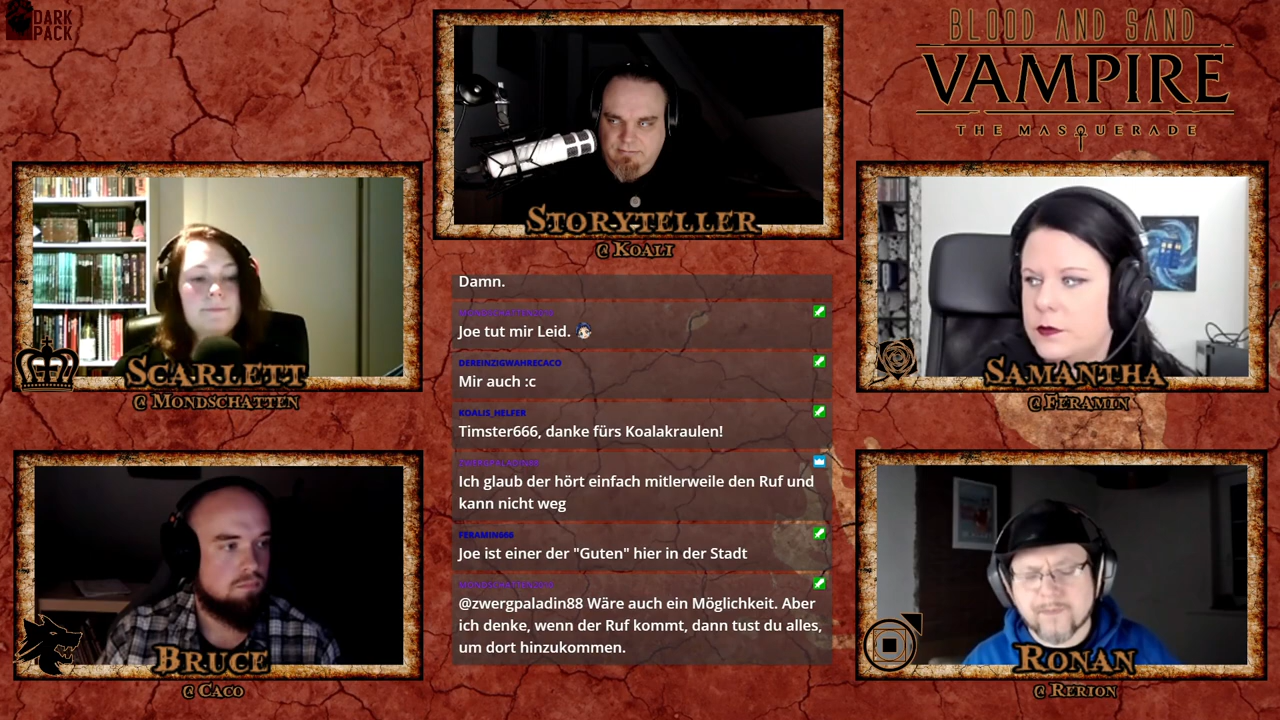 DARK
PACK
BLOOD AND SAND
VAMPIRE
THE MASQUERADE
STORYTELLER
@ KOALI
SCARLETT
@ MONDSCHATTEN
SAMANTHA
@ FERAMIN
Damn.
Joe tut mir Leid.
DEREINZIGWAHRECACO
Mir auch :c
KOALIS_HELFER
Timster666, danke fürs Koalakraulen!
Ich glaub der hört einfach mitlerweile den Ruf und
kann nicht weg
FERAMIN666
Joe ist einer der "Guten" hier in der Stadt
@zwergpaladin88 Wäre auch ein Möglichkeit. Aber
ich denke, wenn der Ruf kommt, dann tust du alles,
um dort hinzukommen.
BRUCE
@ CACO
RONAN
@ RERION